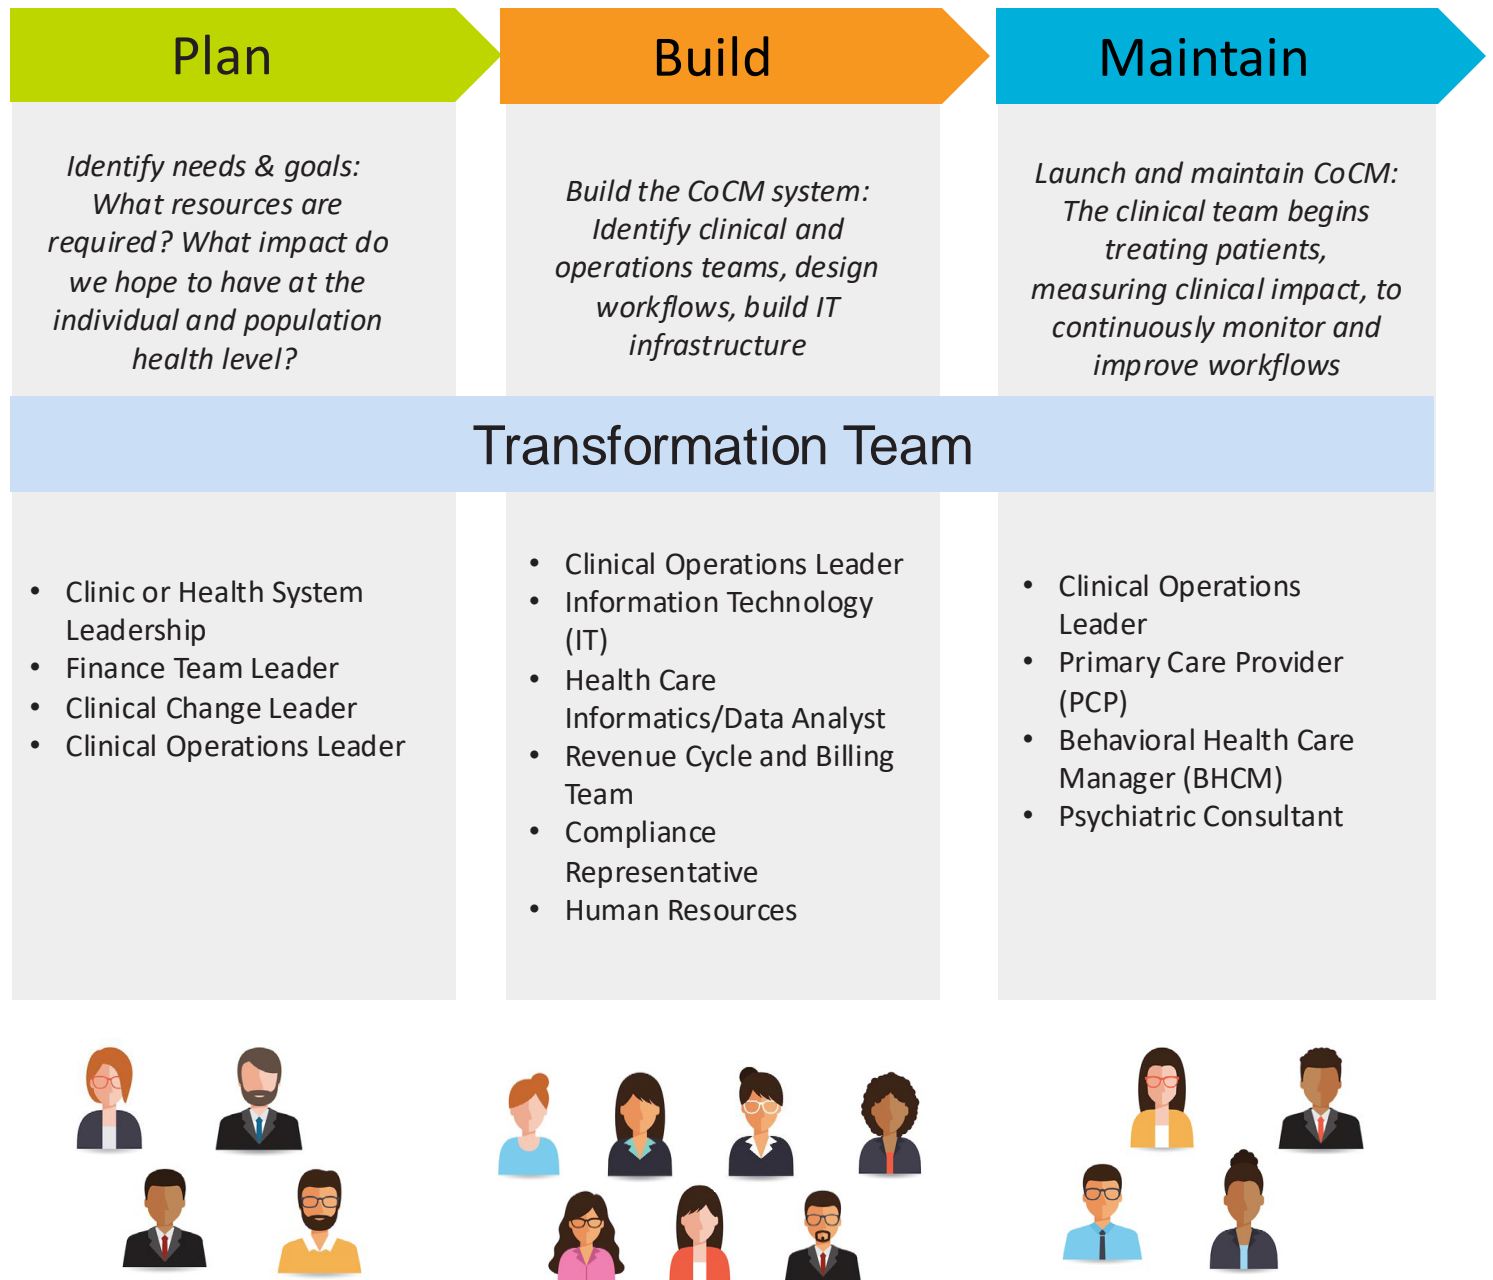 Plan
Identify needs & goals:
What resources are
required? What impact do
we hope to have at the
individual and population
health level?
Build
Build the CoCM system:
Identify clinical and
operations teams, design
workflows, build IT
infrastructure
Maintain
Launch and maintain CoCM:
The clinical team begins
treating patients,
measuring clinical impact, to
continuously monitor and
improve workflows
Transformation Team
• Clinic or Health System
Leadership
• Finance Team Leader
• Clinical Change Leader
• Clinical Operations Leader
• Clinical Operations Leader
• Information Technology
(IT)
• Health Care
Informatics/Data Analyst
• Revenue Cycle and Billing
Team
• Compliance
Representative
• Human Resources
• Clinical Operations
Leader
• Primary Care Provider
(PCP)
• Behavioral Health Care
Manager (BHCM)
• Psychiatric Consultant